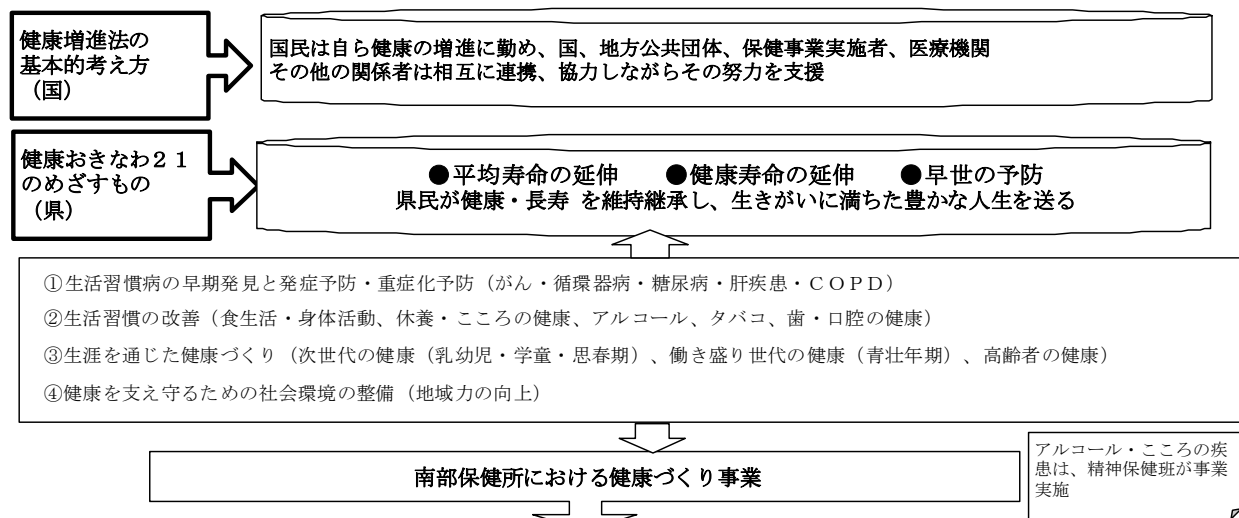 健康増進法の
基本的考え方
（国）
国民は自ら健康の増進に勤め、国、地方公共団体、保健事業実施者、医療機関
その他の関係者は相互に連携、協力しながらその努力を支援
健康おきなわ２１
のめざすもの
（県）
●平均寿命の延伸　●健康寿命の延伸　●早世の予防
県民が健康・長寿 を維持継承し、生きがいに満ちた豊かな人生を送る
①生活習慣病の早期発見と発症予防・重症化予防（がん・循環器病・糖尿病・肝疾患・ＣＯＰＤ）
②生活習慣の改善（食生活・身体活動、休養・こころの健康、アルコール、タバコ、歯・口腔の健康）
③生涯を通じた健康づくり（次世代の健康（乳幼児・学童・思春期）、働き盛り世代の健康（青壮年期）、高齢者の健康）
④健康を支え守るための社会環境の整備（地域力の向上）
南部保健所における健康づくり事業
アルコール・こころの疾
患は、精神保健班が事業
実施